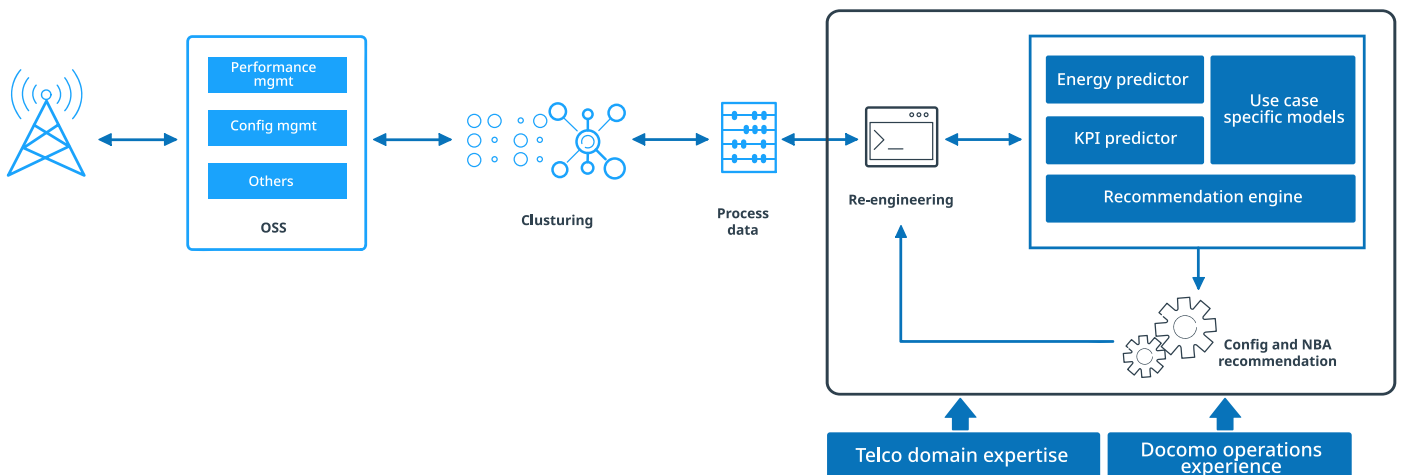 Performance
mgmt
Config mgmt
Others
OSS
Clusturing
Process
data
Re-engineering
Energy predictor
KPI predictor
Use case
specific models
Recommendation engine
Config and NBA
recommendation
Telco domain expertise
Docomo operations
experience